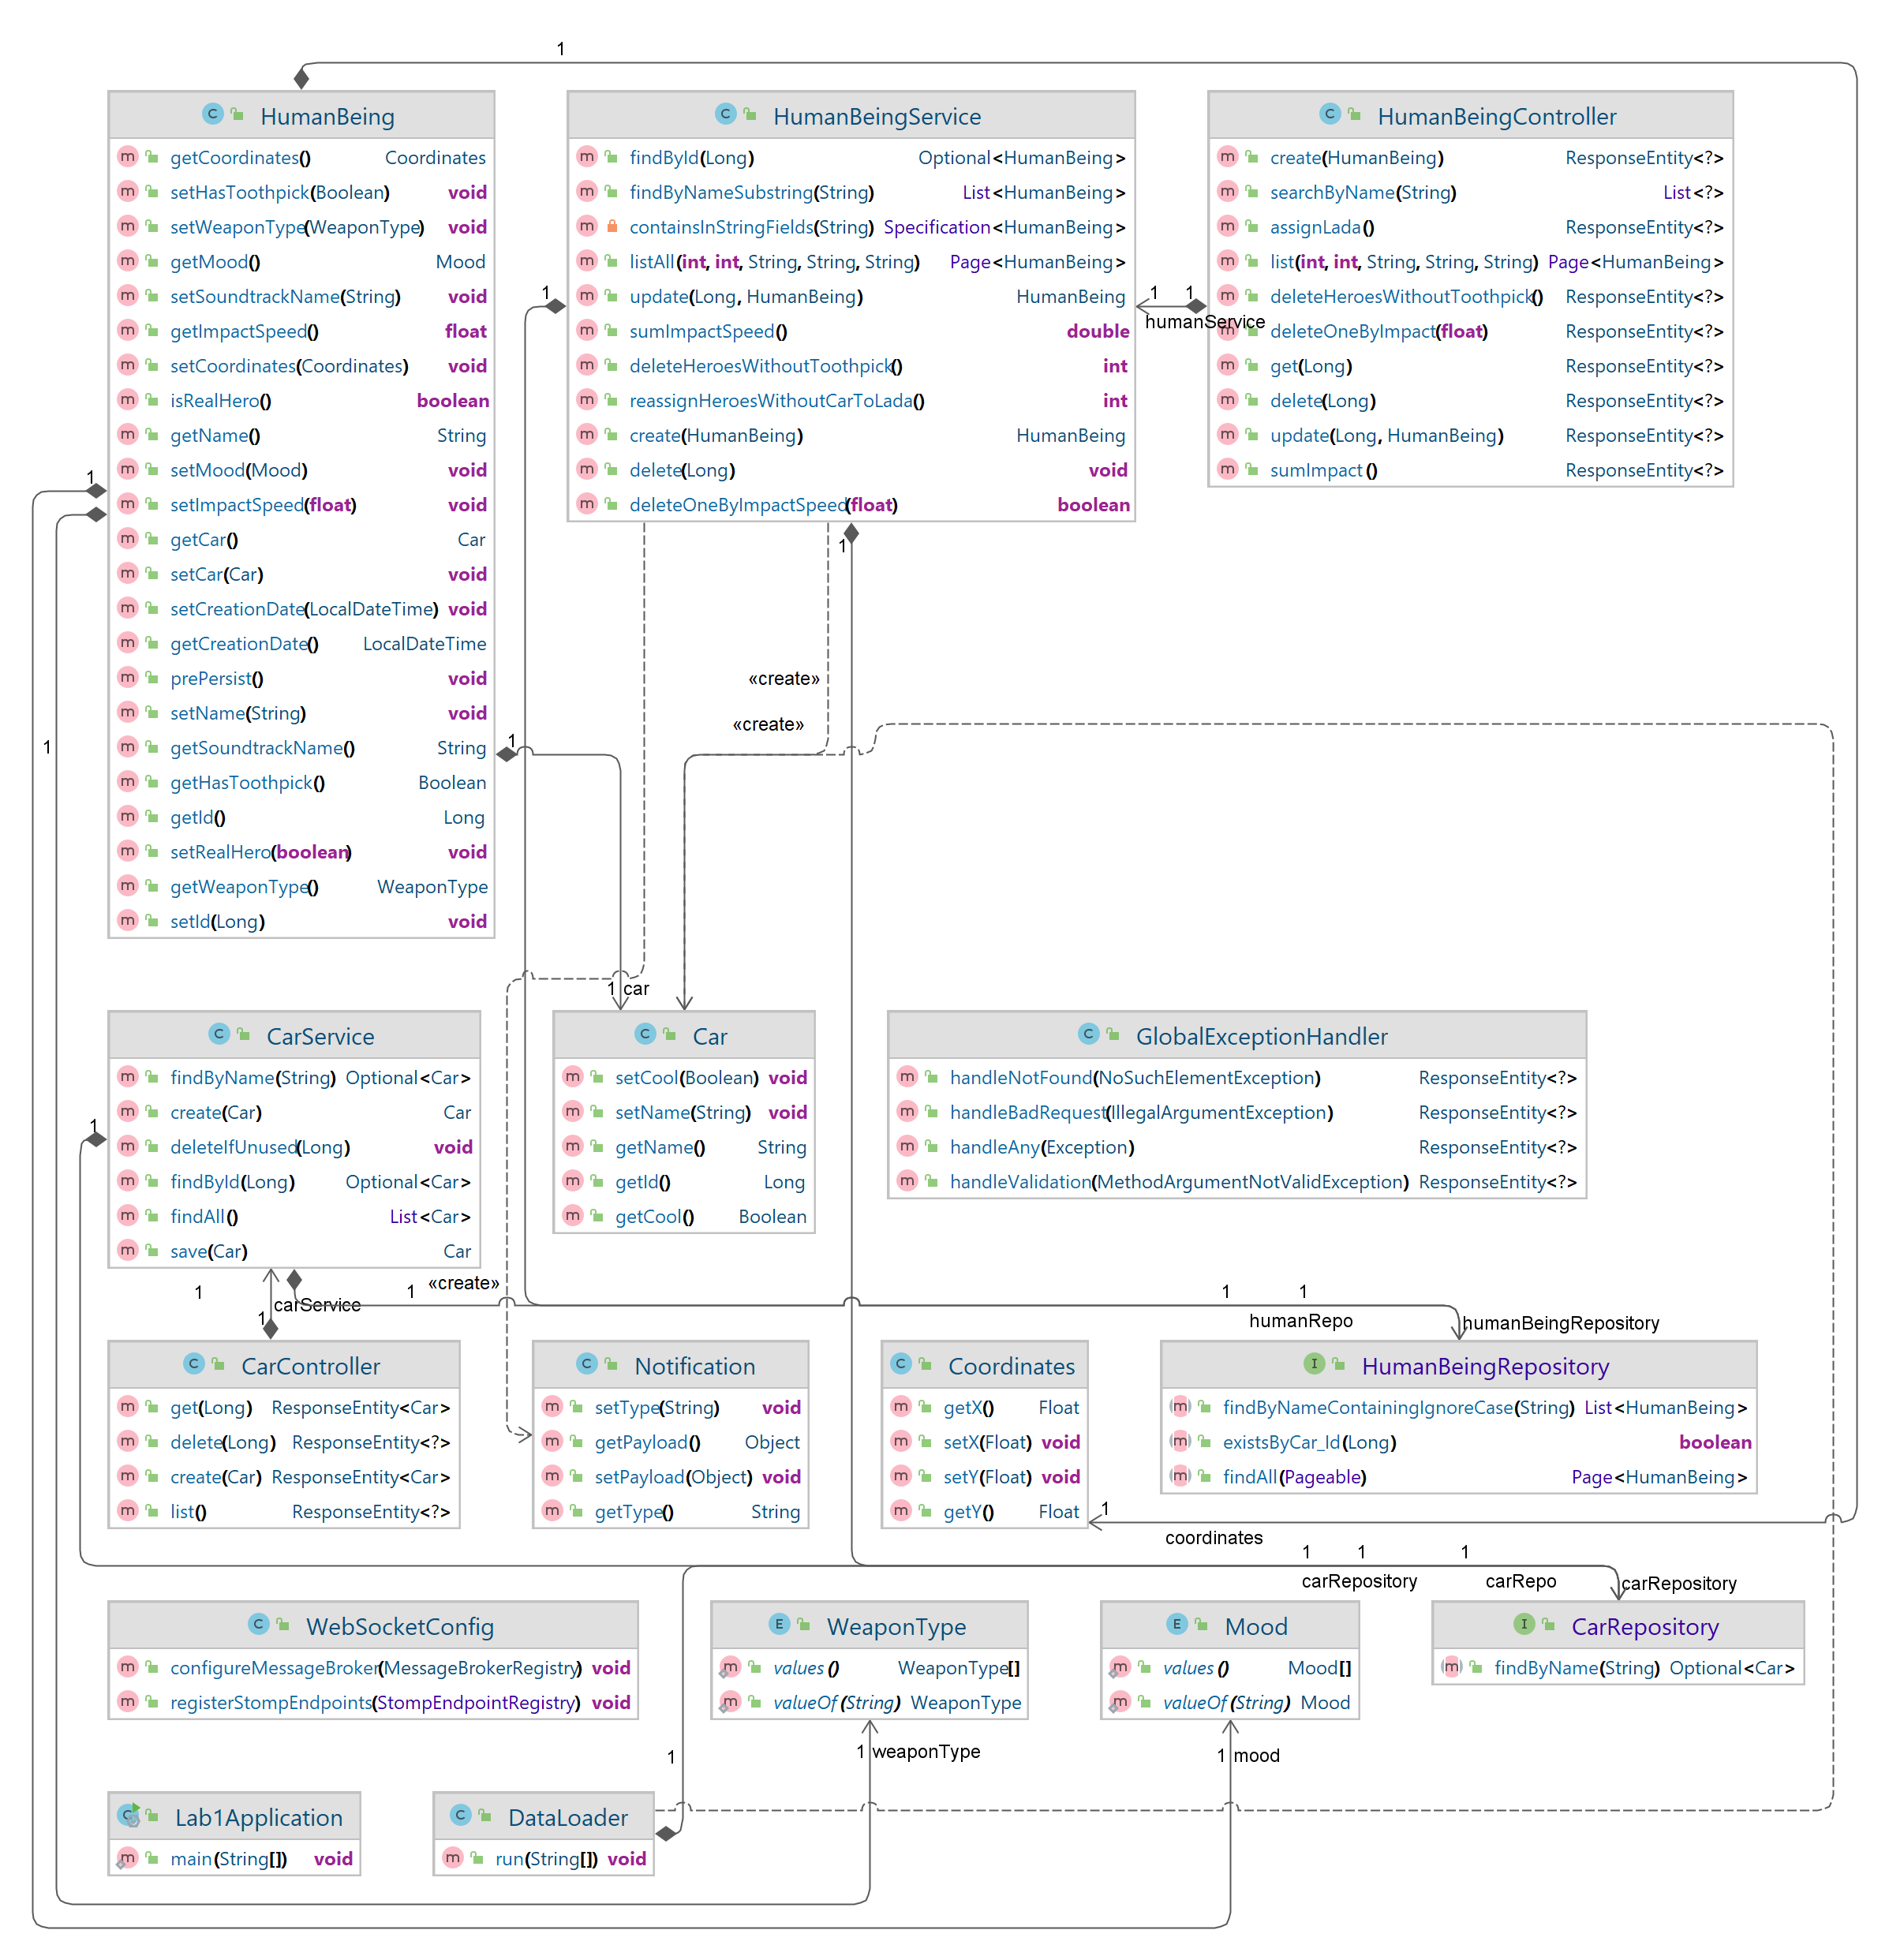 1
HumanBeing
getCoordinates() Coordinates
setHasToothpick(Boolean) void
setWeaponType(WeaponType) void
getMood() Mood
setSoundtrackName(String) void
getImpactSpeed() float
setCoordinates(Coordinates) void
isRealHero() boolean
getName() String
setMood(Mood) void
setImpactSpeed(float) void
getCar() Car
setCar(Car) void
setCreationDate(LocalDateTime) void
getCreationDate() LocalDateTime
prePersist() void
setName(String) void
getSoundtrackName() String
getHasToothpick() Boolean
getId() Long
setRealHero(boolean) void
getWeaponType() WeaponType
setId(Long) void
HumanBeingService
findById(Long) Optional<HumanBeing>
findByNameSubstring(String) List<HumanBeing>
containsInStringFields(String) Specification<HumanBeing>
listAll(int, int, String, String, String) Page<HumanBeing>
update(Long, HumanBeing) HumanBeing
sumImpactSpeed() double
deleteHeroesWithoutToothpick() int
reassignHeroesWithoutCarToLada() int
create(HumanBeing) HumanBeing
delete(Long) void
deleteOneByImpactSpeed(float) boolean
HumanBeingController
create(HumanBeing) ResponseEntity<?>
searchByName(String) List<?>
assignLada() ResponseEntity<?>
list(int, int, String, String, String) Page<HumanBeing>
deleteHeroesWithoutToothpick() ResponseEntity<?>
deleteOneByImpact(float) ResponseEntity<?>
get(Long) ResponseEntity<?>
delete(Long) ResponseEntity<?>
update(Long, HumanBeing) ResponseEntity<?>
sumImpact() ResponseEntity<?>
1
1 1
humanService
1
1
1
1
«create»
«create»
1 car
CarService
findByName(String) Optional<Car>
create(Car) Car
deleteIfUnused(Long) void
findById(Long) Optional<Car>
findAll() List<Car>
save(Car) Car
Car
setCool(Boolean) void
setName(String) void
getName() String
getId() Long
getCool() Boolean
GlobalExceptionHandler
handleNotFound(NoSuchElementException) ResponseEntity<?>
handleBadRequest(IllegalArgumentException) ResponseEntity<?>
handleAny(Exception) ResponseEntity<?>
handleValidation(MethodArgumentNotValidException) ResponseEntity<?>
1
«create»
1 1 1 1
1 carService
humanRepo
humanBeingRepository
CarController
get(Long) ResponseEntity<Car>
delete(Long) ResponseEntity<?>
create(Car) ResponseEntity<Car>
list() ResponseEntity<?>
Notification
setType(String) void
getPayload() Object
setPayload(Object) void
getType() String
Coordinates
getX() Float
setX(Float) void
setY(Float) void
getY() Float
HumanBeingRepository
findByNameContainingIgnoreCase(String) List<HumanBeing>
existsByCar_Id(Long) boolean
findAll(Pageable) Page<HumanBeing>
1
coordinates
1 1 1
carRepository carRepo carRepository
WebSocketConfig
configureMessageBroker(MessageBrokerRegistry) void
registerStompEndpoints(StompEndpointRegistry) void
WeaponType
values() WeaponType[]
valueOf(String) WeaponType
Mood
values() Mood[]
valueOf(String) Mood
CarRepository
findByName(String) Optional<Car>
1
1 weaponType
1 mood
Lab1Application
main(String[]) void
DataLoader
run(String[]) void